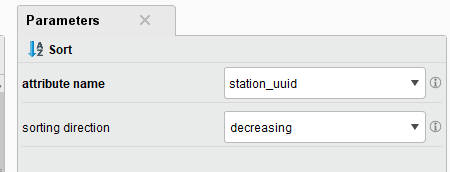 Parameters
Sort
attribute name station_uuid
sorting direction decreasing